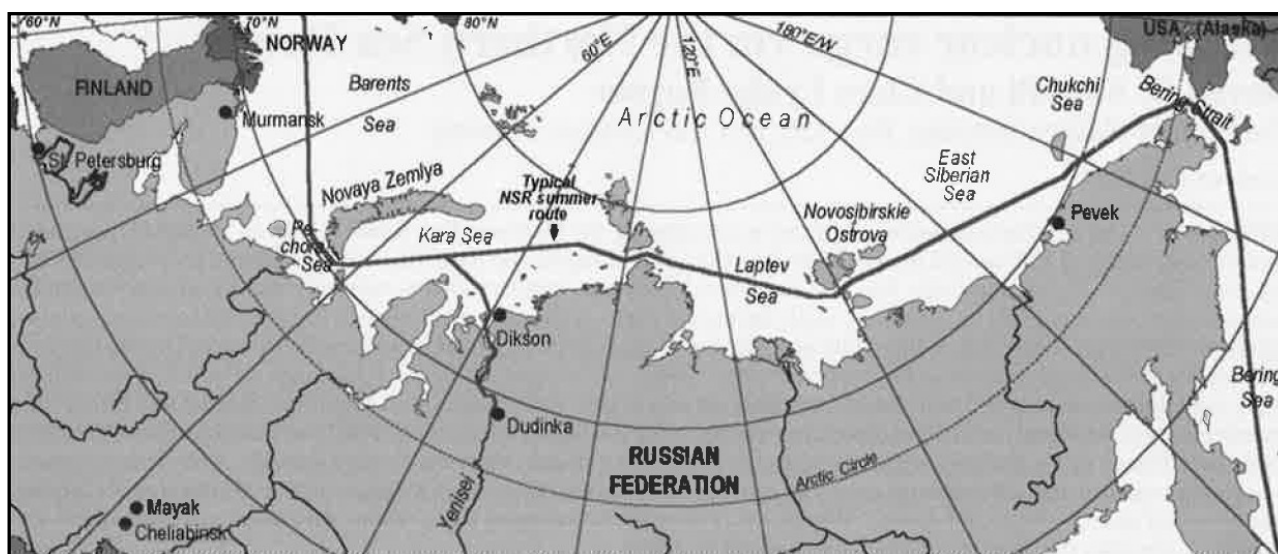 60°N
70°N
80°N
180°E/W
USA (Alaska)
NORWAY
60°E
120°E
Chukchi
Sea
Bering Strait
FINLAND
Barents
Sea
Arctic Ocean
Murmansk
St. Petersburg
East
Siberian
Sea
Novaya Zemlya
Typical
NSR summer
route
Novosibirskie
Ostrova
Pevek
Pe-
chora
Sea
Kara Sea
Laptev
Sea
Dikson
Bering
Sea
Dudinka
RUSSIAN
FEDERATION
Arctic Circle
Yenisei
Mayak
Cheliabinsk